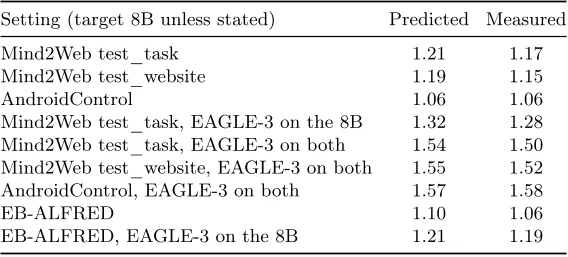 Setting (target 8B unless stated) Predicted Measured
Mind2Web test_task 1.21 1.17
Mind2Web test_website 1.19 1.15
AndroidControl 1.06 1.06
Mind2Web test_task, EAGLE-3 on the 8B 1.32 1.28
Mind2Web test_task, EAGLE-3 on both 1.54 1.50
Mind2Web test_website, EAGLE-3 on both 1.55 1.52
AndroidControl, EAGLE-3 on both 1.57 1.58
EB-ALFRED 1.10 1.06
EB-ALFRED, EAGLE-3 on the 8B 1.21 1.19